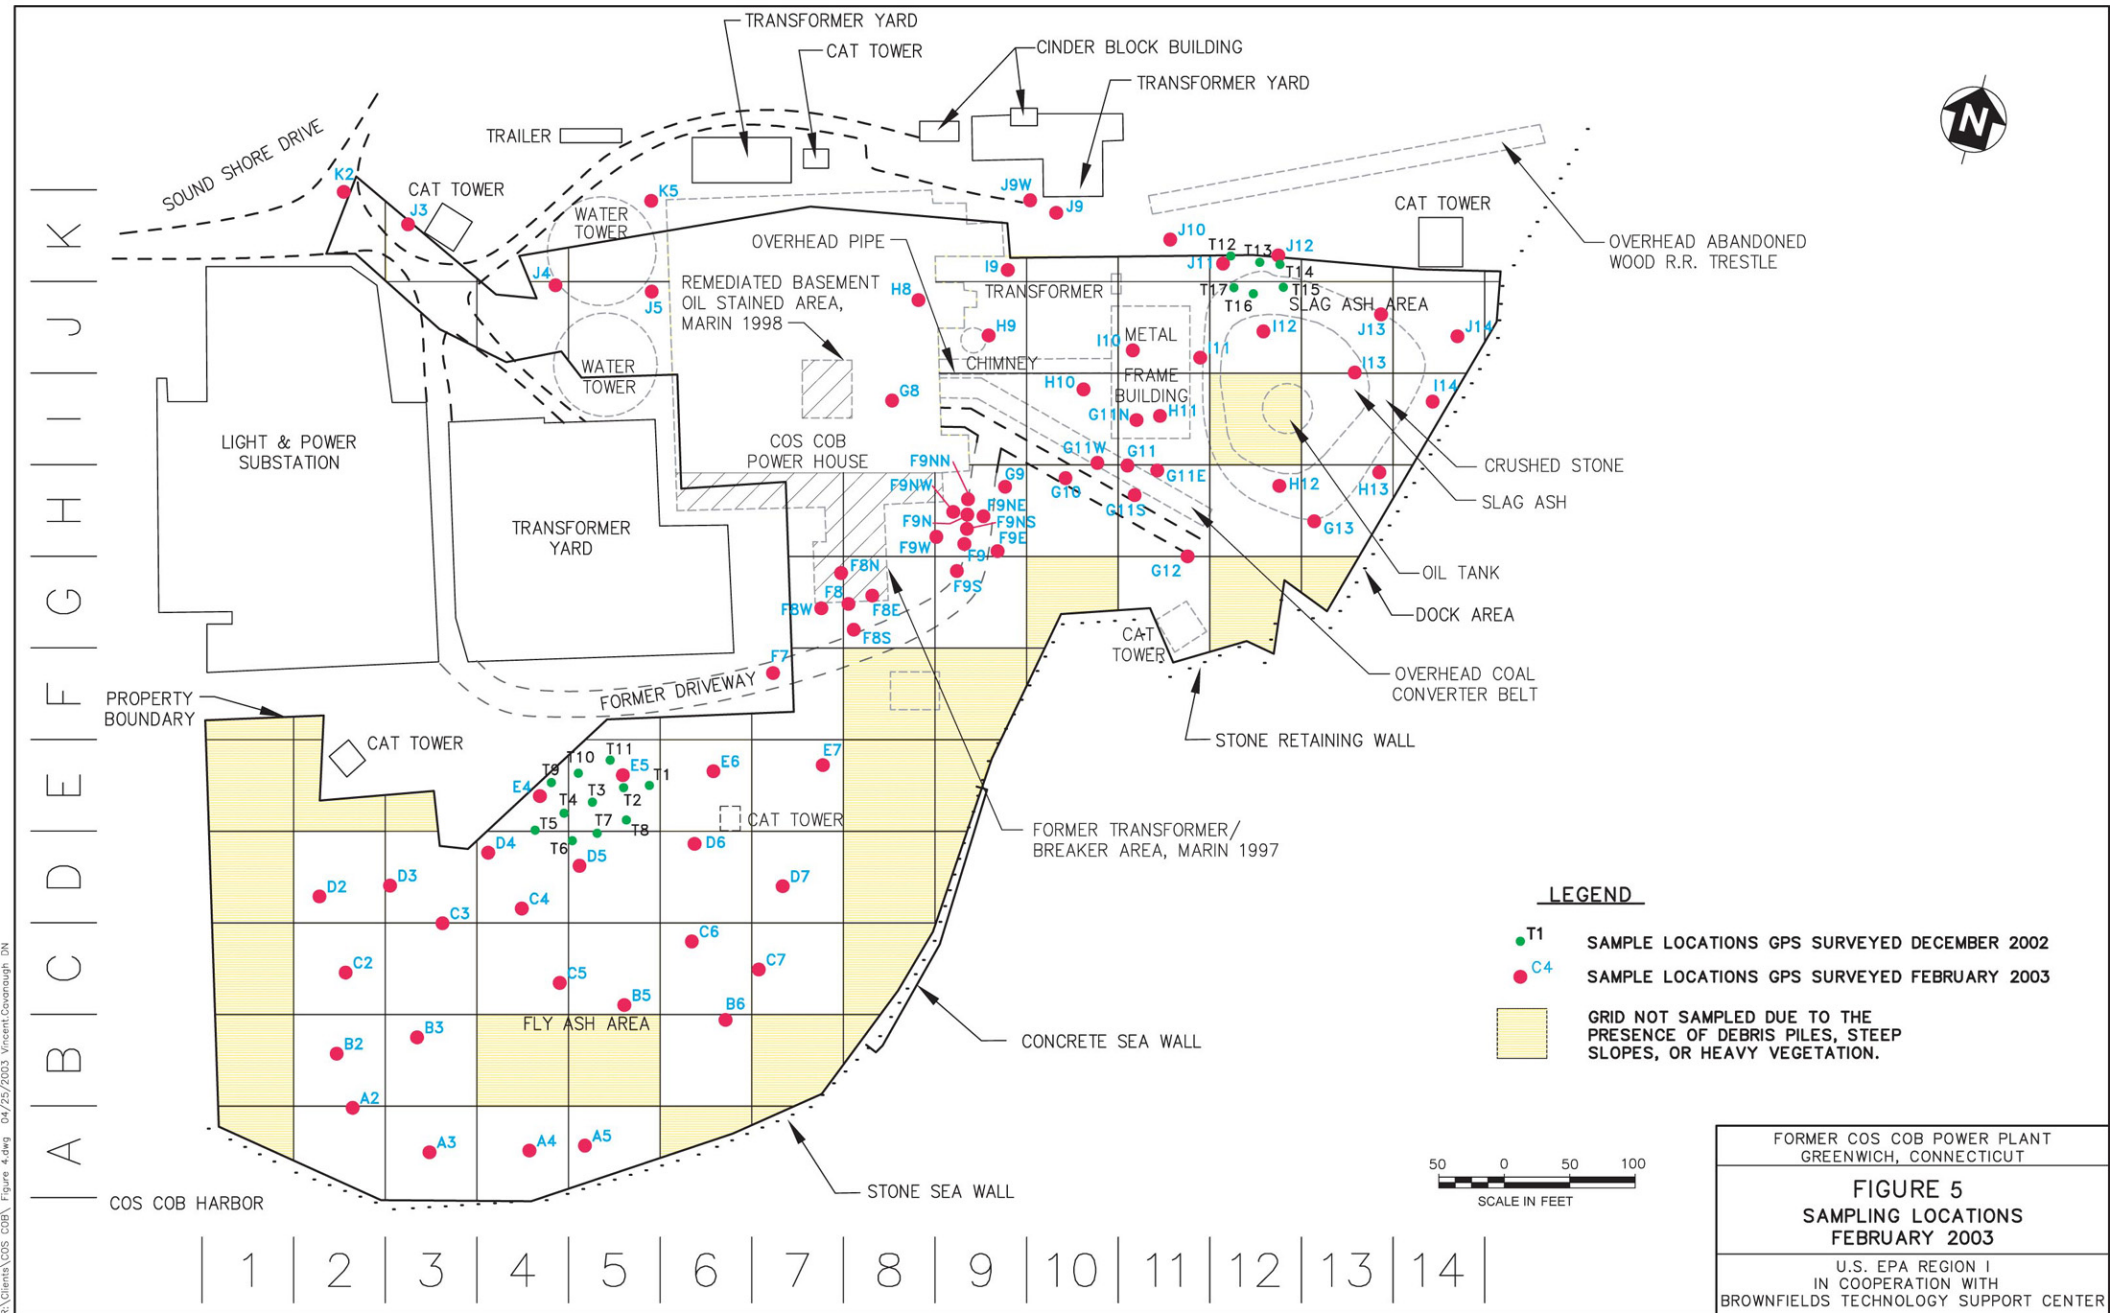 TRANSFORMER YARD
CAT TOWER
CINDER BLOCK BUILDING
TRANSFORMER YARD
TRAILER
N
SOUND SHORE DRIVE
K2
CAT TOWER
J3
K5
J9W
J9
CAT TOWER
WATER
TOWER
OVERHEAD PIPE
J10
T12
T13
J12
OVERHEAD ABANDONED
WOOD R.R. TRESTLE
K
J4
J5
REMEDIATED BASEMENT
OIL STAINED AREA,
MARIN 1998
H8
I9
TRANSFORMER
J11
T14
T17
T16
T15
SLAG ASH AREA
J
H9
I10
METAL
I11
I12
J13
J14
WATER
TOWER
CHIMNEY
FRAME
BUILDING
I13
I14
G8
H10
G11N
H11
I
LIGHT & POWER
SUBSTATION
COS COB
POWER HOUSE
F9NN
G11W
G11
G11E
CRUSHED STONE
F9NW
G9
G10
H12
H13
SLAG ASH
H
TRANSFORMER
YARD
F9N
F9NE
F9NS
G11S
G13
F9W
F9
F9E
G
F8N
F9S
G12
OIL TANK
F8W
F8
F8E
F8S
DOCK AREA
CAT
TOWER
F
F7
FORMER DRIVEWAY
OVERHEAD COAL
CONVERTER BELT
PROPERTY
BOUNDARY
STONE RETAINING WALL
CAT TOWER
E
T9
T10
T11
E5
T1
E6
E7
E4
T4
T3
T2
T5
T7
T8
CAT TOWER
FORMER TRANSFORMER/
BREAKER AREA, MARIN 1997
D
D4
T6
D5
D6
D2
D3
D7
C3
C4
C6
C
C2
C5
C7
B5
B6
FLY ASH AREA
CONCRETE SEA WALL
B
B2
B3
A2
A
A3
A4
A5
COS COB HARBOR
STONE SEA WALL
1 2 3 4 5 6 7 8 9 10 11 12 13 14
LEGEND
T1
SAMPLE LOCATIONS GPS SURVEYED DECEMBER 2002
C4
SAMPLE LOCATIONS GPS SURVEYED FEBRUARY 2003
GRID NOT SAMPLED DUE TO THE
PRESENCE OF DEBRIS PILES, STEEP
SLOPES, OR HEAVY VEGETATION.
50 0 50 100
SCALE IN FEET
FORMER COS COB POWER PLANT
GREENWICH, CONNECTICUT
FIGURE 5
SAMPLING LOCATIONS
FEBRUARY 2003
U.S. EPA REGION I
IN COOPERATION WITH
BROWNFIELDS TECHNOLOGY SUPPORT CENTER
R:\Clients\COS COB\ Figure 4.dwg 04/25/2003 Vincent.Cavanaugh DN